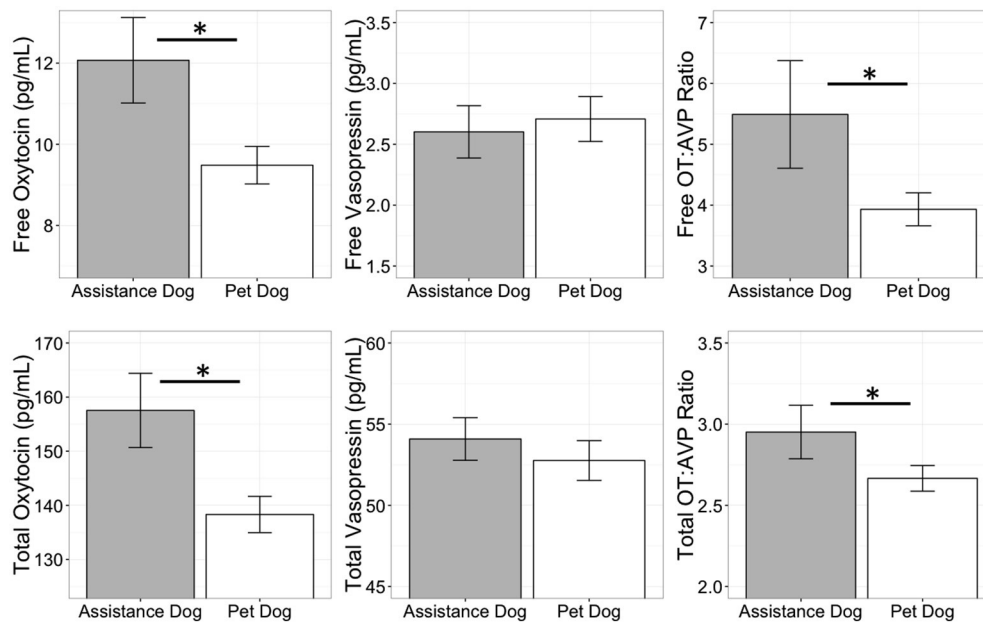 Free Oxytocin (pg/mL)
12
10
8
*
Assistance Dog Pet Dog
Free Vasopressin (pg/mL)
3.5
3.0
2.5
2.0
1.5
Assistance Dog Pet Dog
Free OT:AVP Ratio
7
6
5
4
3
*
Assistance Dog Pet Dog
Total Oxytocin (pg/mL)
170
160
150
140
130
*
Assistance Dog Pet Dog
Total Vasopressin (pg/mL)
60
55
50
45
Assistance Dog Pet Dog
Total OT:AVP Ratio
3.5
3.0
2.5
2.0
*
Assistance Dog Pet Dog